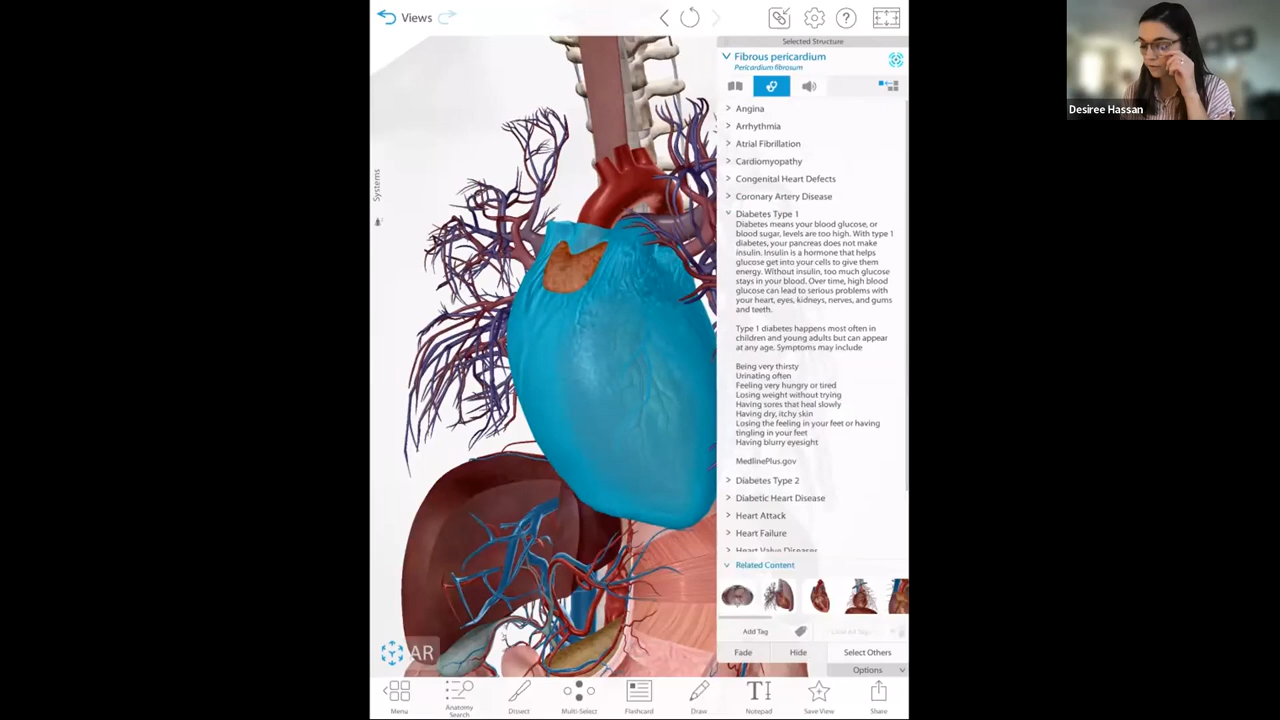 Views
Selected Structure
Fibrous pericardium
Pericardium fibrosum
Systems
Angina
Arrhythmia
Atrial Fibrillation
Cardiomyopathy
Congenital Heart Defects
Coronary Artery Disease
Diabetes Type 1
Diabetes means your blood glucose, or
blood sugar, levels are too high. With type 1
diabetes, your pancreas does not make
insulin. Insulin is a hormone that helps
glucose get into your cells to give them
energy. Without insulin, too much glucose
stays in your blood. Over time, high blood
glucose can lead to serious problems with
your heart, eyes, kidneys, nerves, and gums
and teeth.
Type 1 diabetes happens most often in
children and young adults but can appear
at any age. Symptoms may include
Being very thirsty
Urinating often
Feeling very hungry or tired
Losing weight without trying
Having sores that heal slowly
Having dry, itchy skin
Losing the feeling in your feet or having
tingling in your feet
Having blurry eyesight
MedlinePlus.gov
Diabetes Type 2
Diabetic Heart Disease
Heart Attack
Heart Failure
Heart Valve Diseases
Related Content
Add Tag
Fade
Hide
Select Others
Options
AR
Menu
Anatomy
Search
Dissect
Multi-Select
Flashcard
Draw
Notepad
Save View
Share
Desiree Hassan